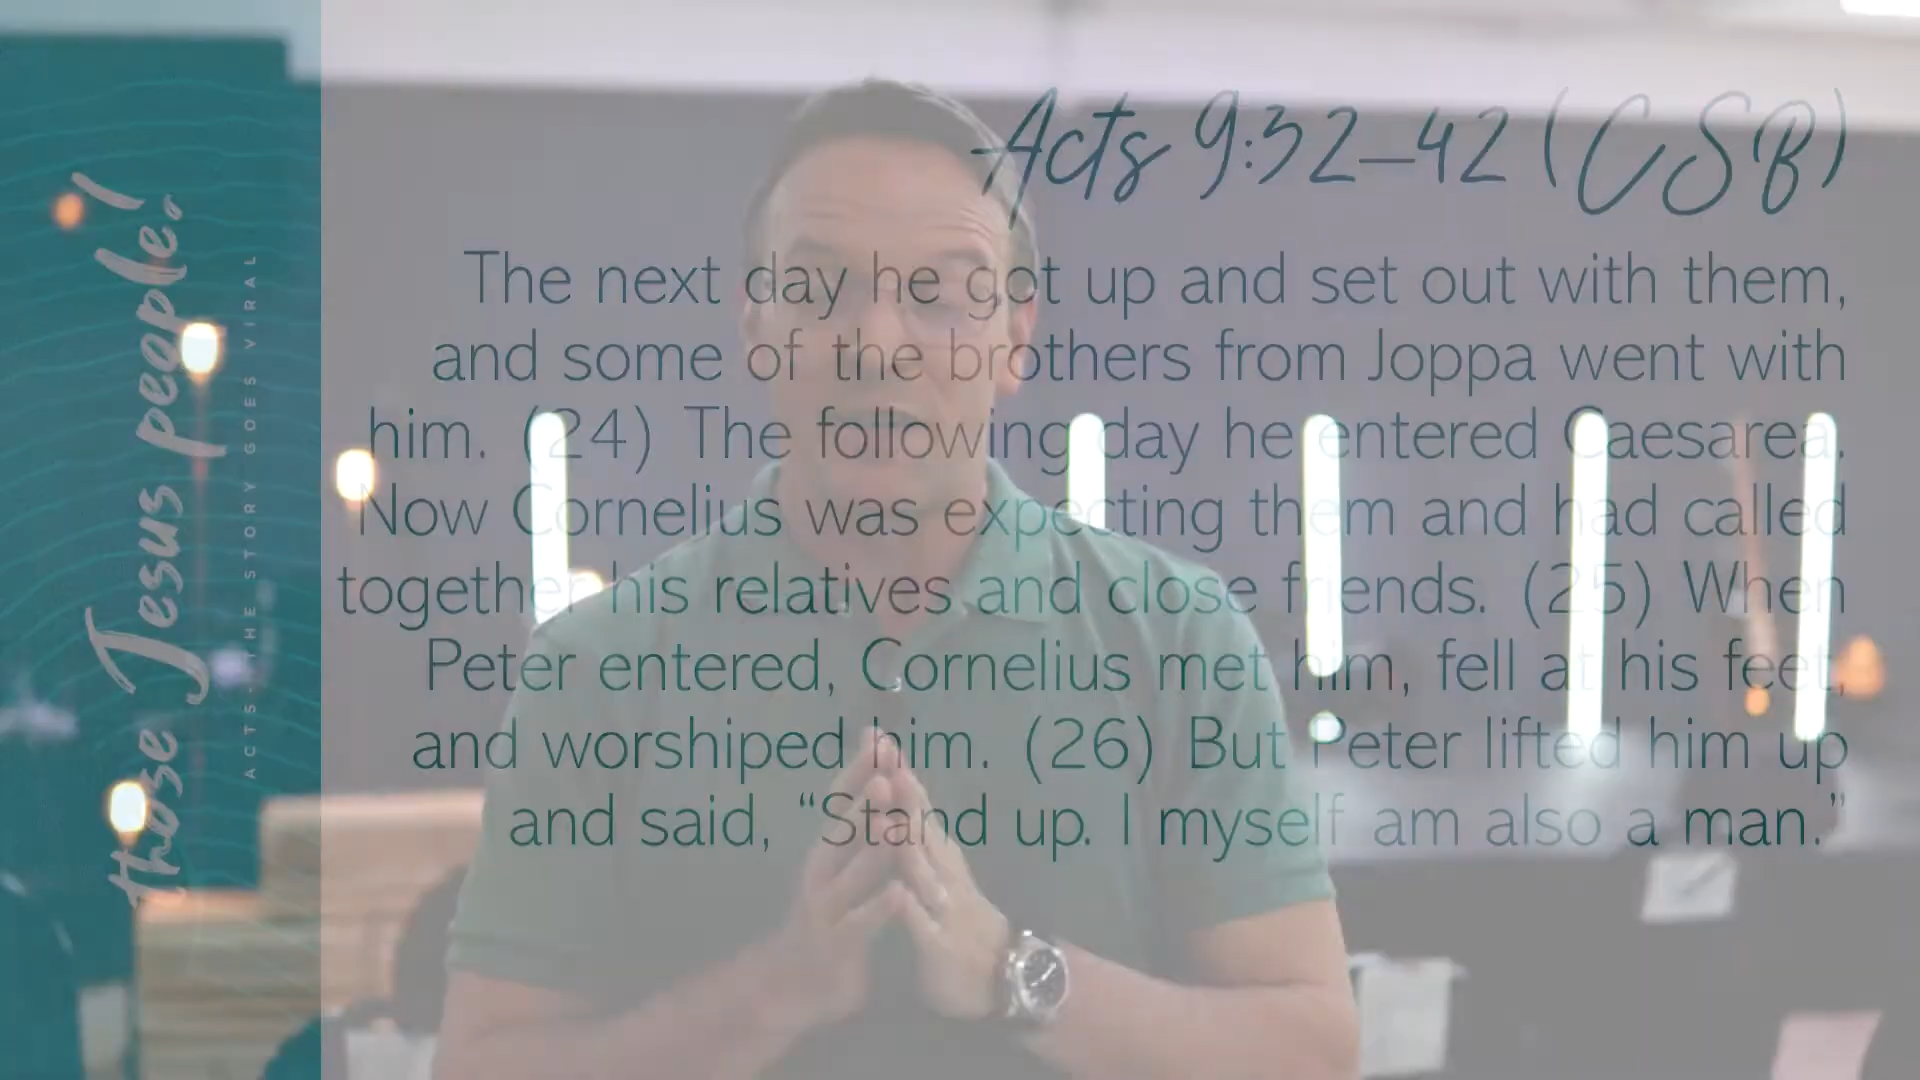 those Jesus people!
ACTS-THE STORY GOES VIRAL
Acts 9:32–42 (CSB)
The next day he got up and set out with them,
and some of the brothers from Joppa went with
him. (24) The following day he entered Caesarea.
Now Cornelius was expecting them and had called
together his relatives and close friends. (25) When
Peter entered, Cornelius met him, fell at his feet,
and worshiped him. (26) But Peter lifted him up
and said, “Stand up. I myself am also a man.”